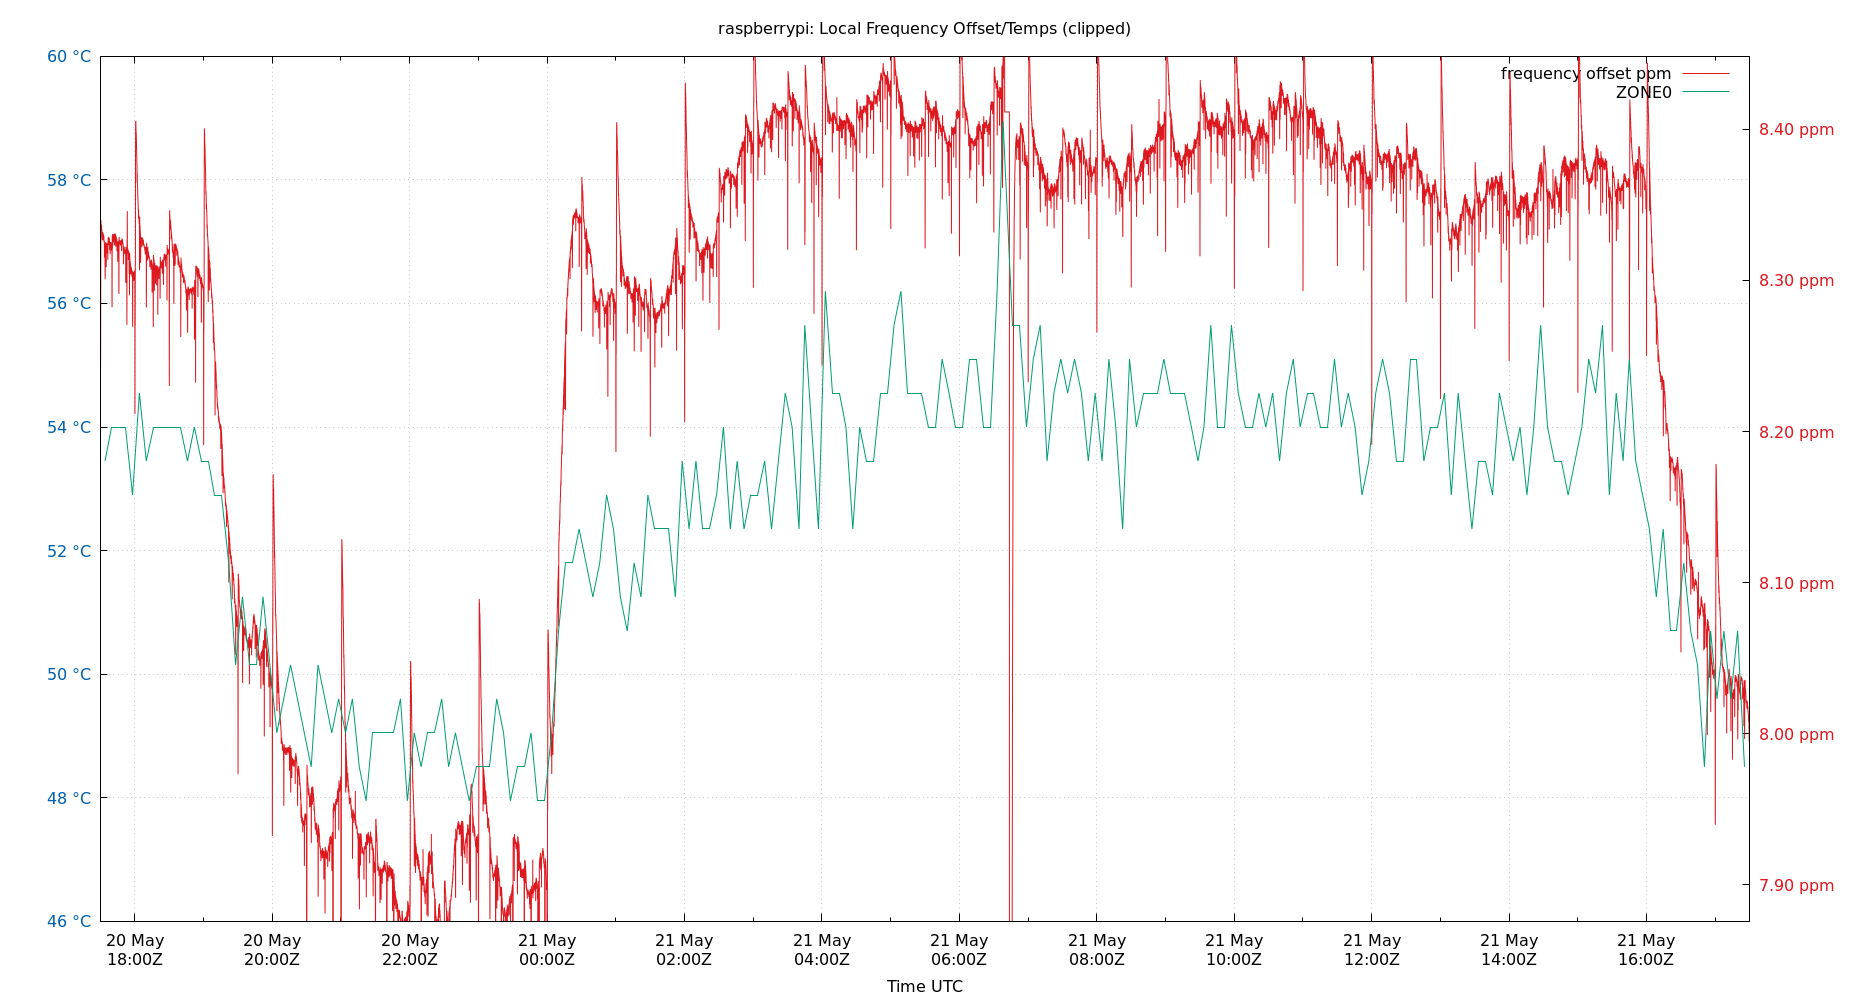 raspberrypi: Local Frequency Offset/Temps (clipped)
60 °C
58 °C
56 °C
54 °C
52 °C
50 °C
48 °C
46 °C
frequency offset ppm
ZONE0
8.40 ppm
8.30 ppm
8.20 ppm
8.10 ppm
8.00 ppm
7.90 ppm
20 May
18:00Z
20 May
20:00Z
20 May
22:00Z
21 May
00:00Z
21 May
02:00Z
21 May
04:00Z
21 May
06:00Z
21 May
08:00Z
21 May
10:00Z
21 May
12:00Z
21 May
14:00Z
21 May
16:00Z
Time UTC